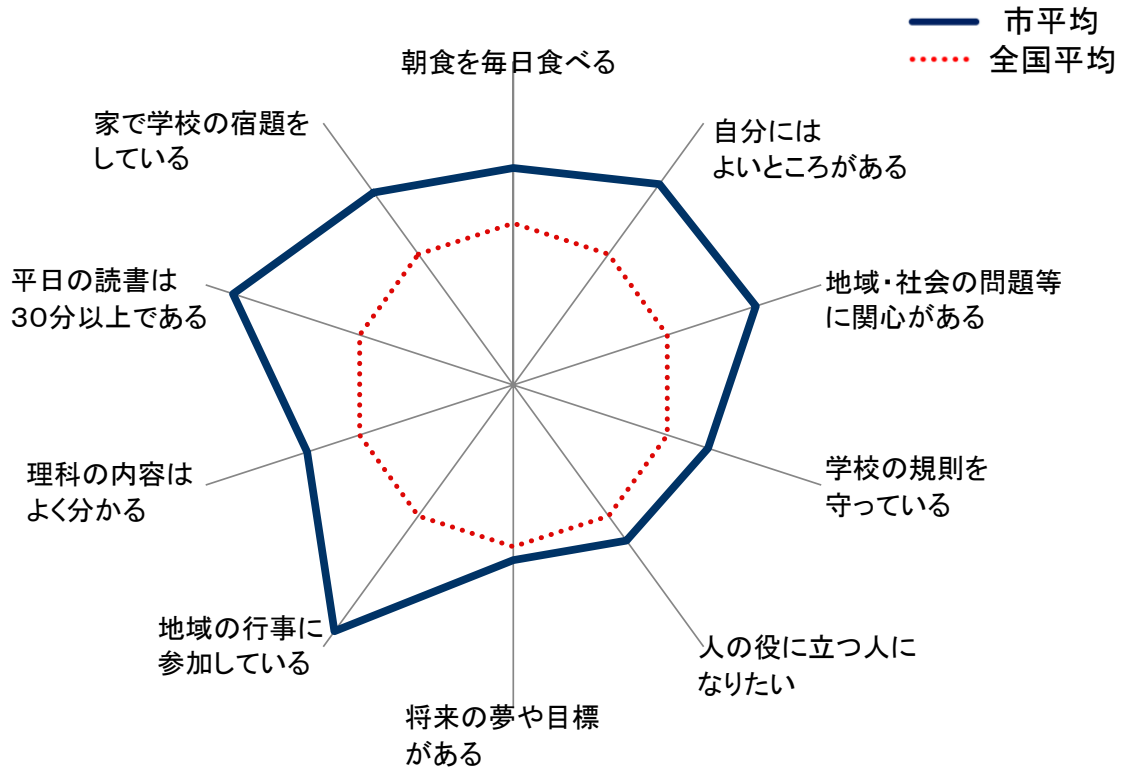 市平均
全国平均
朝食を毎日食べる
自分には
よいところがある
地域・社会の問題等
に関心がある
学校の規則を
守っている
人の役に立つ人に
なりたい
将来の夢や目標
がある
地域の行事に
参加している
理科の内容は
よく分かる
平日の読書は
30分以上である
家で学校の宿題を
している